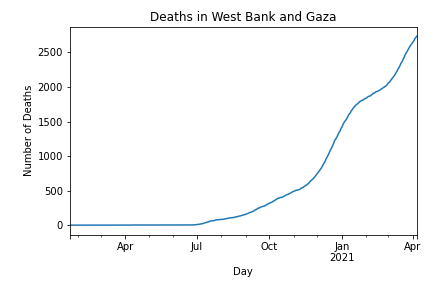 Deaths in West Bank and Gaza
Number of Deaths
2500
2000
1500
1000
500
0
Apr
Jul
Oct
Jan
2021
Apr
Day